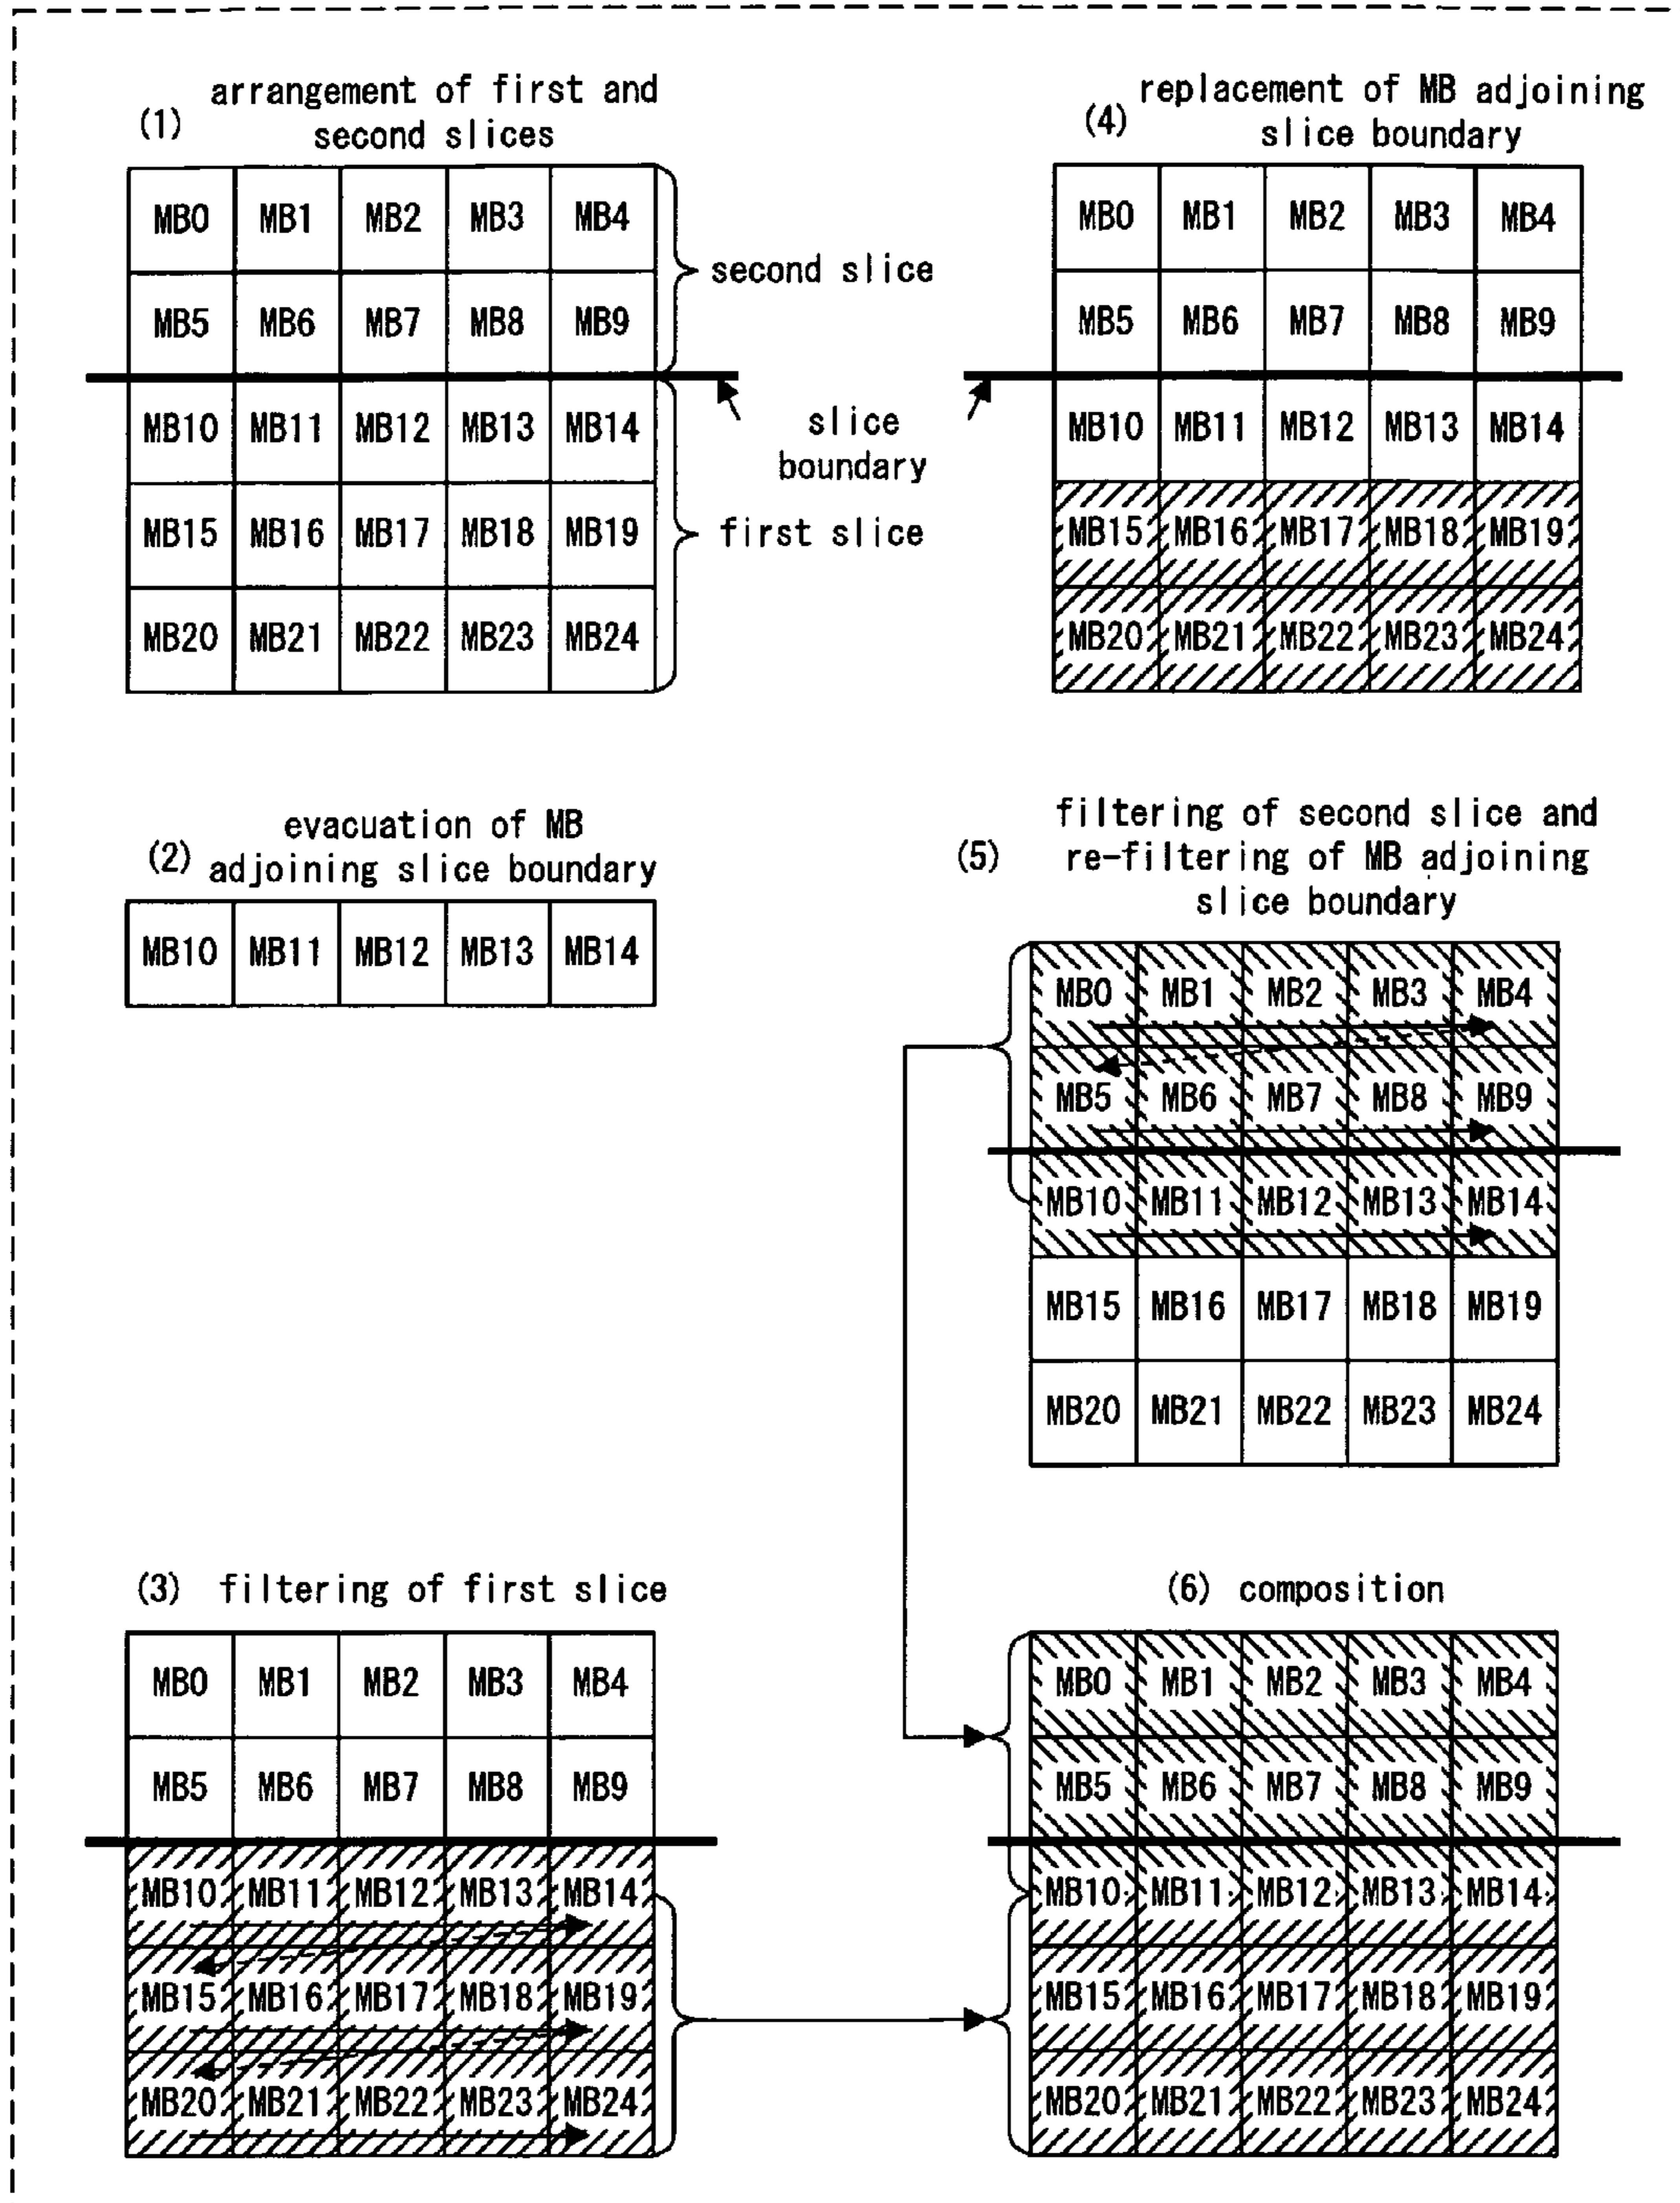 (1) arrangement of first and
second slices
MB0 MB1 MB2 MB3 MB4
MB5 MB6 MB7 MB8 MB9
MB10 MB11 MB12 MB13 MB14
MB15 MB16 MB17 MB18 MB19
MB20 MB21 MB22 MB23 MB24
second slice
slice
boundary
first slice
(2) evacuation of MB
adjoining slice boundary
MB10 MB11 MB12 MB13 MB14
(3) filtering of first slice
MB0 MB1 MB2 MB3 MB4
MB5 MB6 MB7 MB8 MB9
MB10 MB11 MB12 MB13 MB14
MB15 MB16 MB17 MB18 MB19
MB20 MB21 MB22 MB23 MB24
(4) replacement of MB adjoining
slice boundary
MB0 MB1 MB2 MB3 MB4
MB5 MB6 MB7 MB8 MB9
MB10 MB11 MB12 MB13 MB14
MB15 MB16 MB17 MB18 MB19
MB20 MB21 MB22 MB23 MB24
(5) filtering of second slice and
re-filtering of MB adjoining
slice boundary
MB0 MB1 MB2 MB3 MB4
MB5 MB6 MB7 MB8 MB9
MB10 MB11 MB12 MB13 MB14
MB15 MB16 MB17 MB18 MB19
MB20 MB21 MB22 MB23 MB24
(6) composition
MB0 MB1 MB2 MB3 MB4
MB5 MB6 MB7 MB8 MB9
MB10 MB11 MB12 MB13 MB14
MB15 MB16 MB17 MB18 MB19
MB20 MB21 MB22 MB23 MB24